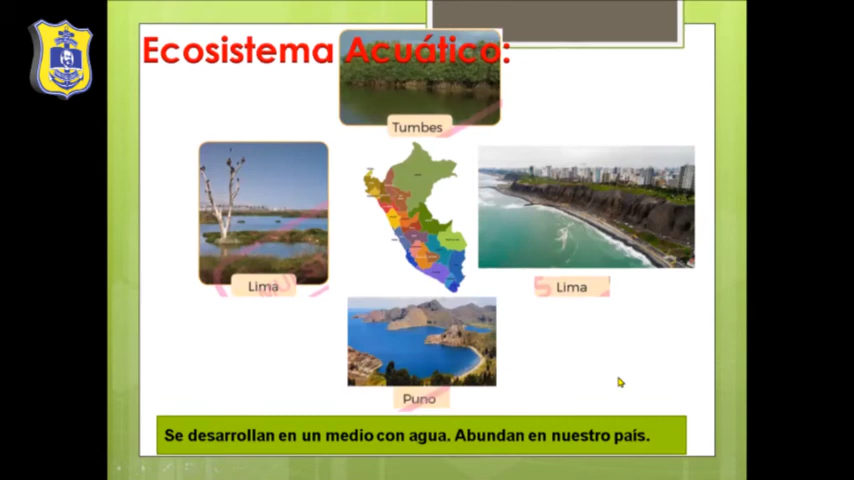 Ecosistema Acuático:
Tumbes
Lima
Lima
Puno
Se desarrollan en un medio con agua. Abundan en nuestro país.